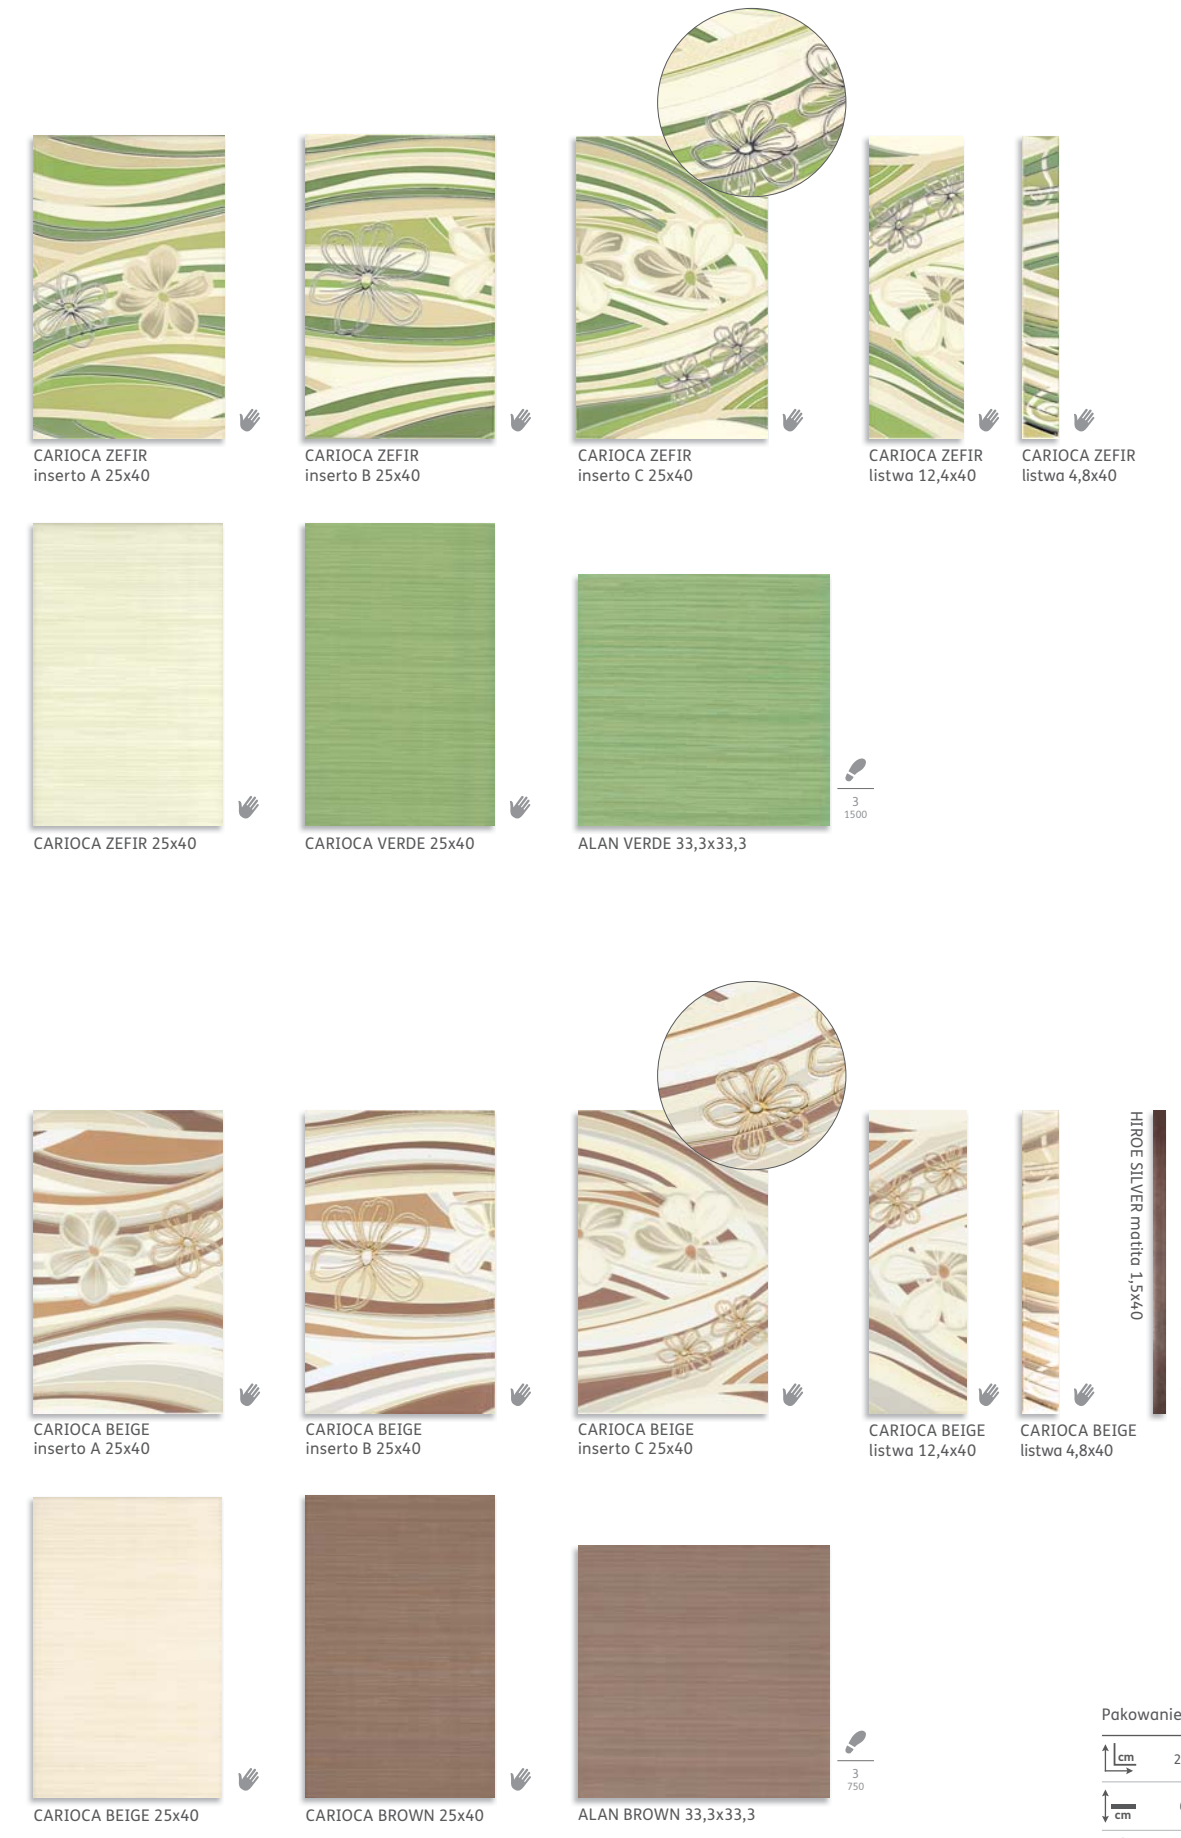 CARIOCA ZEFIR
inserto A 25x40
CARIOCA ZEFIR
inserto B 25x40
CARIOCA ZEFIR
inserto C 25x40
CARIOCA ZEFIR
listwa 12,4x40
CARIOCA ZEFIR
listwa 4,8x40
3
1500
CARIOCA ZEFIR 25x40
CARIOCA VERDE 25x40
ALAN VERDE 33,3x33,3
HIROE SILVER matita 1,5x40
CARIOCA BEIGE
inserto A 25x40
CARIOCA BEIGE
inserto B 25x40
CARIOCA BEIGE
inserto C 25x40
CARIOCA BEIGE
listwa 12,4x40
CARIOCA BEIGE
listwa 4,8x40
3
750
CARIOCA BEIGE 25x40
CARIOCA BROWN 25x40
ALAN BROWN 33,3x33,3
Pakowanie
cm 2
cm